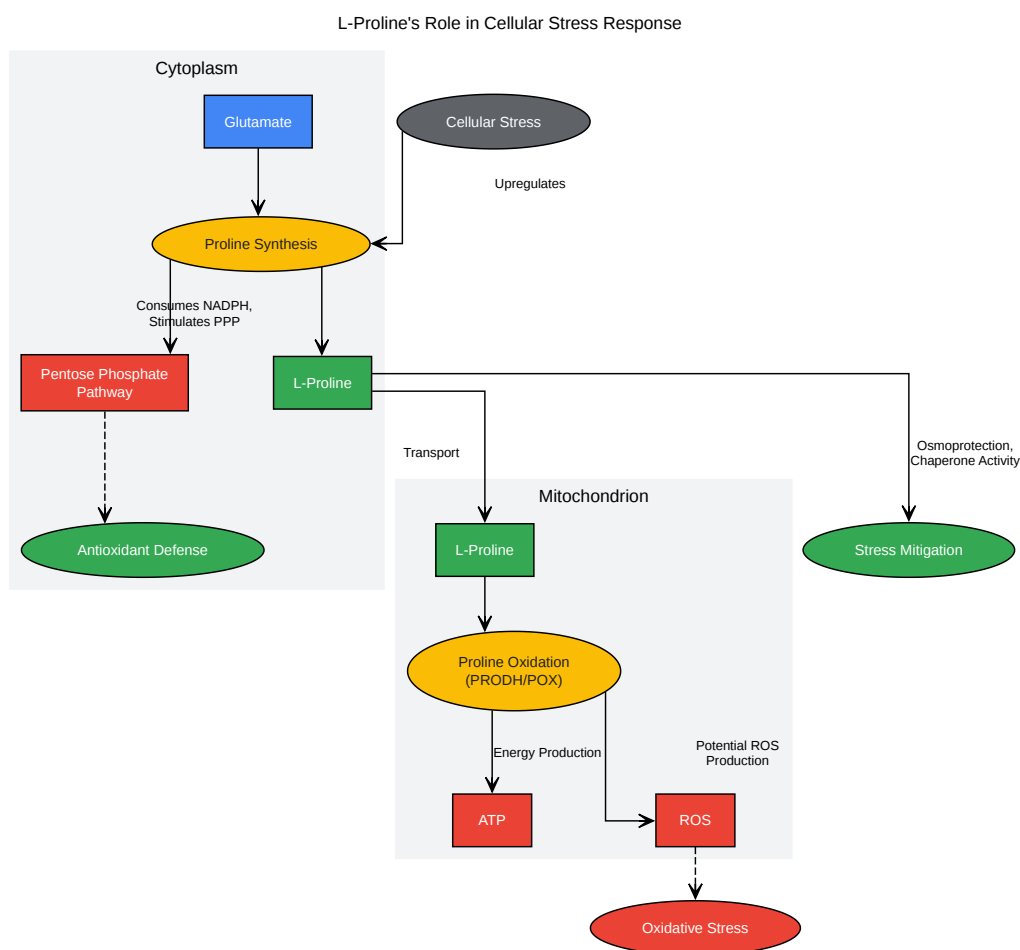 L-Proline's Role in Cellular Stress Response
Cytoplasm
Glutamate
Cellular Stress
Upregulates
Proline Synthesis
Consumes NADPH,
Stimulates PPP
Pentose Phosphate
Pathway
L-Proline
Transport
Osmoprotection,
Chaperone Activity
Mitochondrion
Antioxidant Defense
L-Proline
Stress Mitigation
Proline Oxidation
(PRODH/POX)
Energy Production
Potential ROS
Production
ATP
ROS
Oxidative Stress